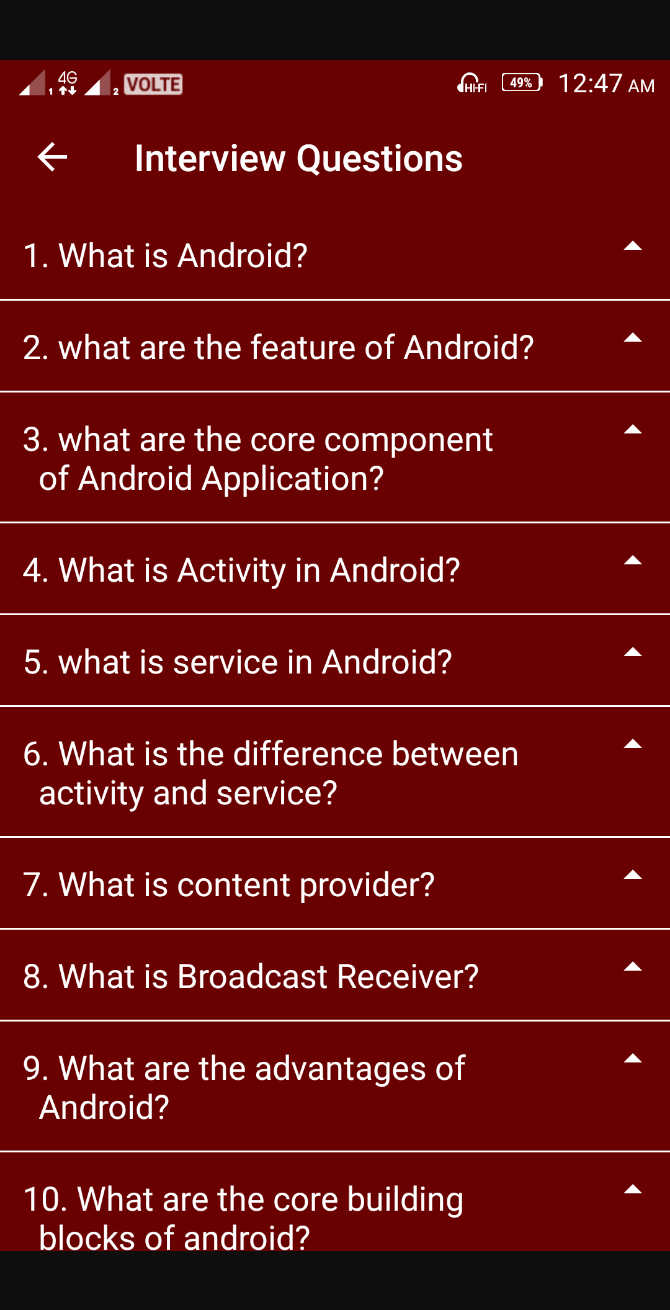 1 4G 2 VOLTE HI-FI 49% 12:47 AM
Interview Questions
1. What is Android?
2. what are the feature of Android?
3. what are the core component
of Android Application?
4. What is Activity in Android?
5. what is service in Android?
6. What is the difference between
activity and service?
7. What is content provider?
8. What is Broadcast Receiver?
9. What are the advantages of
Android?
10. What are the core building
blocks of android?